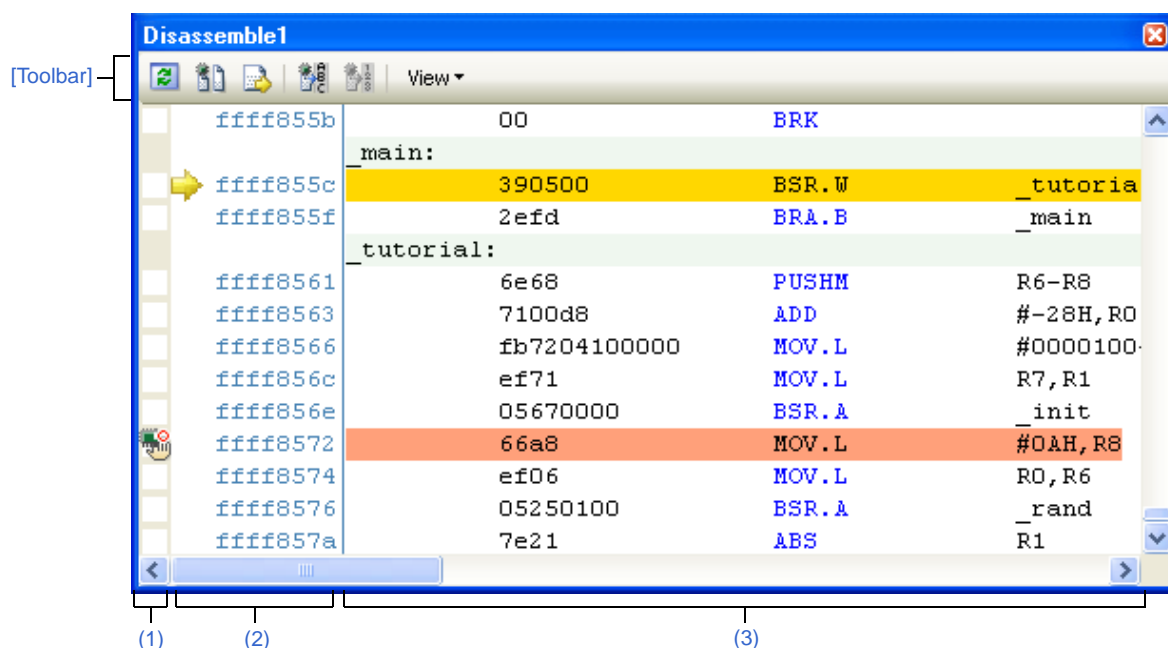 Disassemble1
[Toolbar]
View
ffff855b 00 BRK
_main:
ffff855c 390500 BSR.W _tutoria
ffff855f 2efd BRA.B _main
_tutorial:
ffff8561 6e68 PUSHM R6-R8
ffff8563 7100d8 ADD #-28H,R0
ffff8566 fb7204100000 MOV.L #0000100
ffff856c ef71 MOV.L R7,R1
ffff856e 05670000 BSR.A _init
ffff8572 66a8 MOV.L #0AH,R8
ffff8574 ef06 MOV.L R0,R6
ffff8576 05250100 BSR.A _rand
ffff857a 7e21 ABS R1
(1) (2) (3)